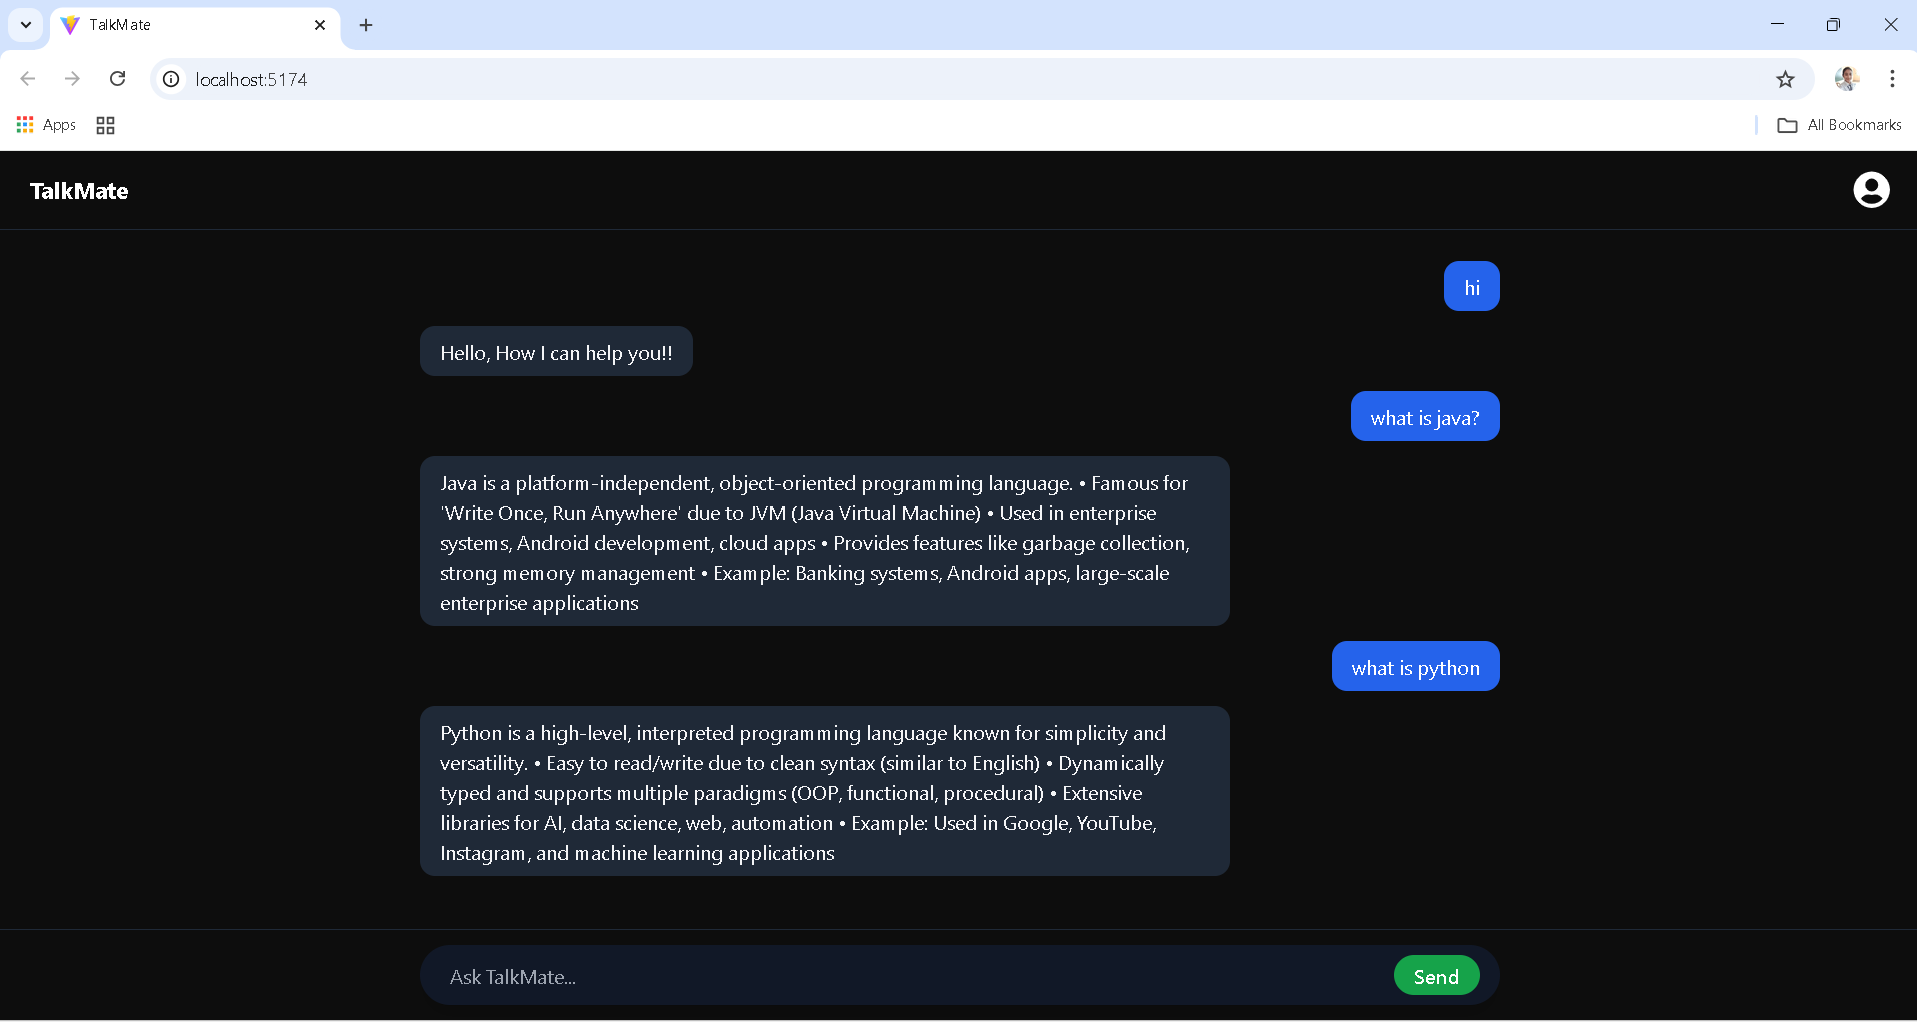 TalkMate
localhost:5174
Apps
All Bookmarks
TalkMate
hi
Hello, How I can help you!!
what is java?
Java is a platform-independent, object-oriented programming language. • Famous for
'Write Once, Run Anywhere' due to JVM (Java Virtual Machine) • Used in enterprise
systems, Android development, cloud apps • Provides features like garbage collection,
strong memory management • Example: Banking systems, Android apps, large-scale
enterprise applications
what is python
Python is a high-level, interpreted programming language known for simplicity and
versatility. • Easy to read/write due to clean syntax (similar to English) • Dynamically
typed and supports multiple paradigms (OOP, functional, procedural) • Extensive
libraries for AI, data science, web, automation • Example: Used in Google, YouTube,
Instagram, and machine learning applications
Ask TalkMate...
Send